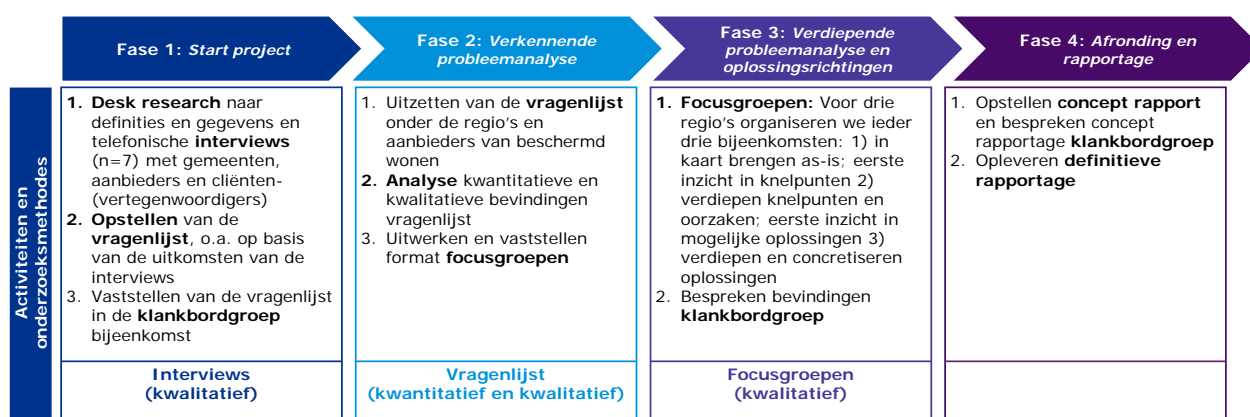 Fase 1: Start project
Fase 2: Verkennende
probleemanalyse
Fase 3: Verdiepende
probleemanalyse en
oplossingsrichtingen
Fase 4: Afronding en
rapportage
Activiteiten en
onderzoeksmethodes
1. Desk research naar
definities en gegevens en
telefonische interviews
(n=7) met gemeenten,
aanbieders en cliënten-
(vertegenwoordigers)
2. Opstellen van de
vragenlijst, o.a. op basis
van de uitkomsten van de
interviews
3. Vaststellen van de vragenlijst
in de klankbordgroep
bijeenkomst
Interviews
(kwalitatief)
1. Uitzetten van de vragenlijst
onder de regio's en
aanbieders van beschermd
wonen
2. Analyse kwantitatieve en
kwalitatieve bevindingen
vragenlijst
3. Uitwerken en vaststellen
format focusgroepen
Vragenlijst
(kwantitatief en kwalitatief)
1. Focusgroepen: Voor drie
regio's organiseren we ieder
drie bijeenkomsten: 1) in
kaart brengen as-is; eerste
inzicht in knelpunten 2)
verdiepen knelpunten en
oorzaken; eerste inzicht in
mogelijke oplossingen 3)
verdiepen en concretiseren
oplossingen
2. Bespreken bevindingen
klankbordgroep
Focusgroepen
(kwalitatief)
1. Opstellen concept rapport
en bespreken concept
rapportage klankbordgroep
2. Opleveren definitieve
rapportage